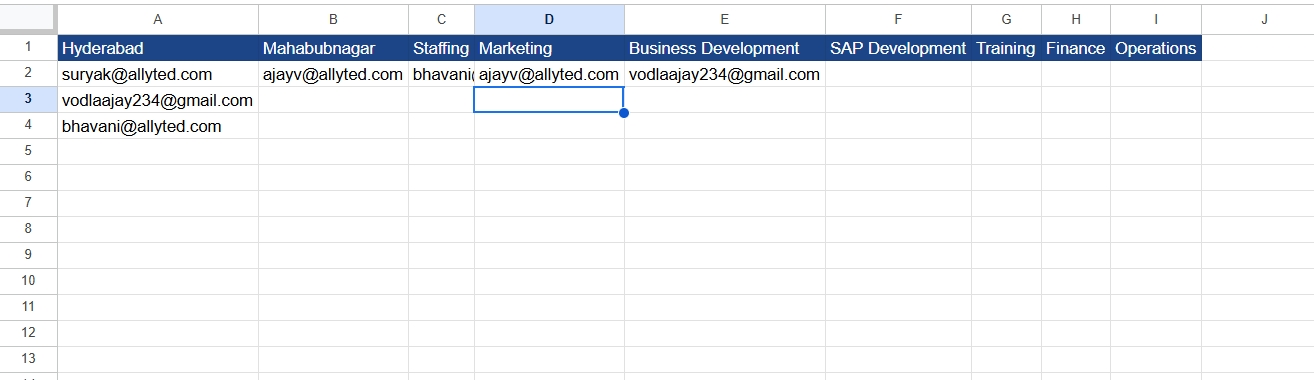 A B C D E F G H I J
1 Hyderabad Mahabubnagar Staffing Marketing Business Development SAP Development Training Finance Operations
2 suryak@allyted.com ajayv@allyted.com bhavani ajayv@allyted.com vodlaajay234@gmail.com
3 vodlaajay234@gmail.com
4 bhavani@allyted.com
5
6
7
8
9
10
11
12
13